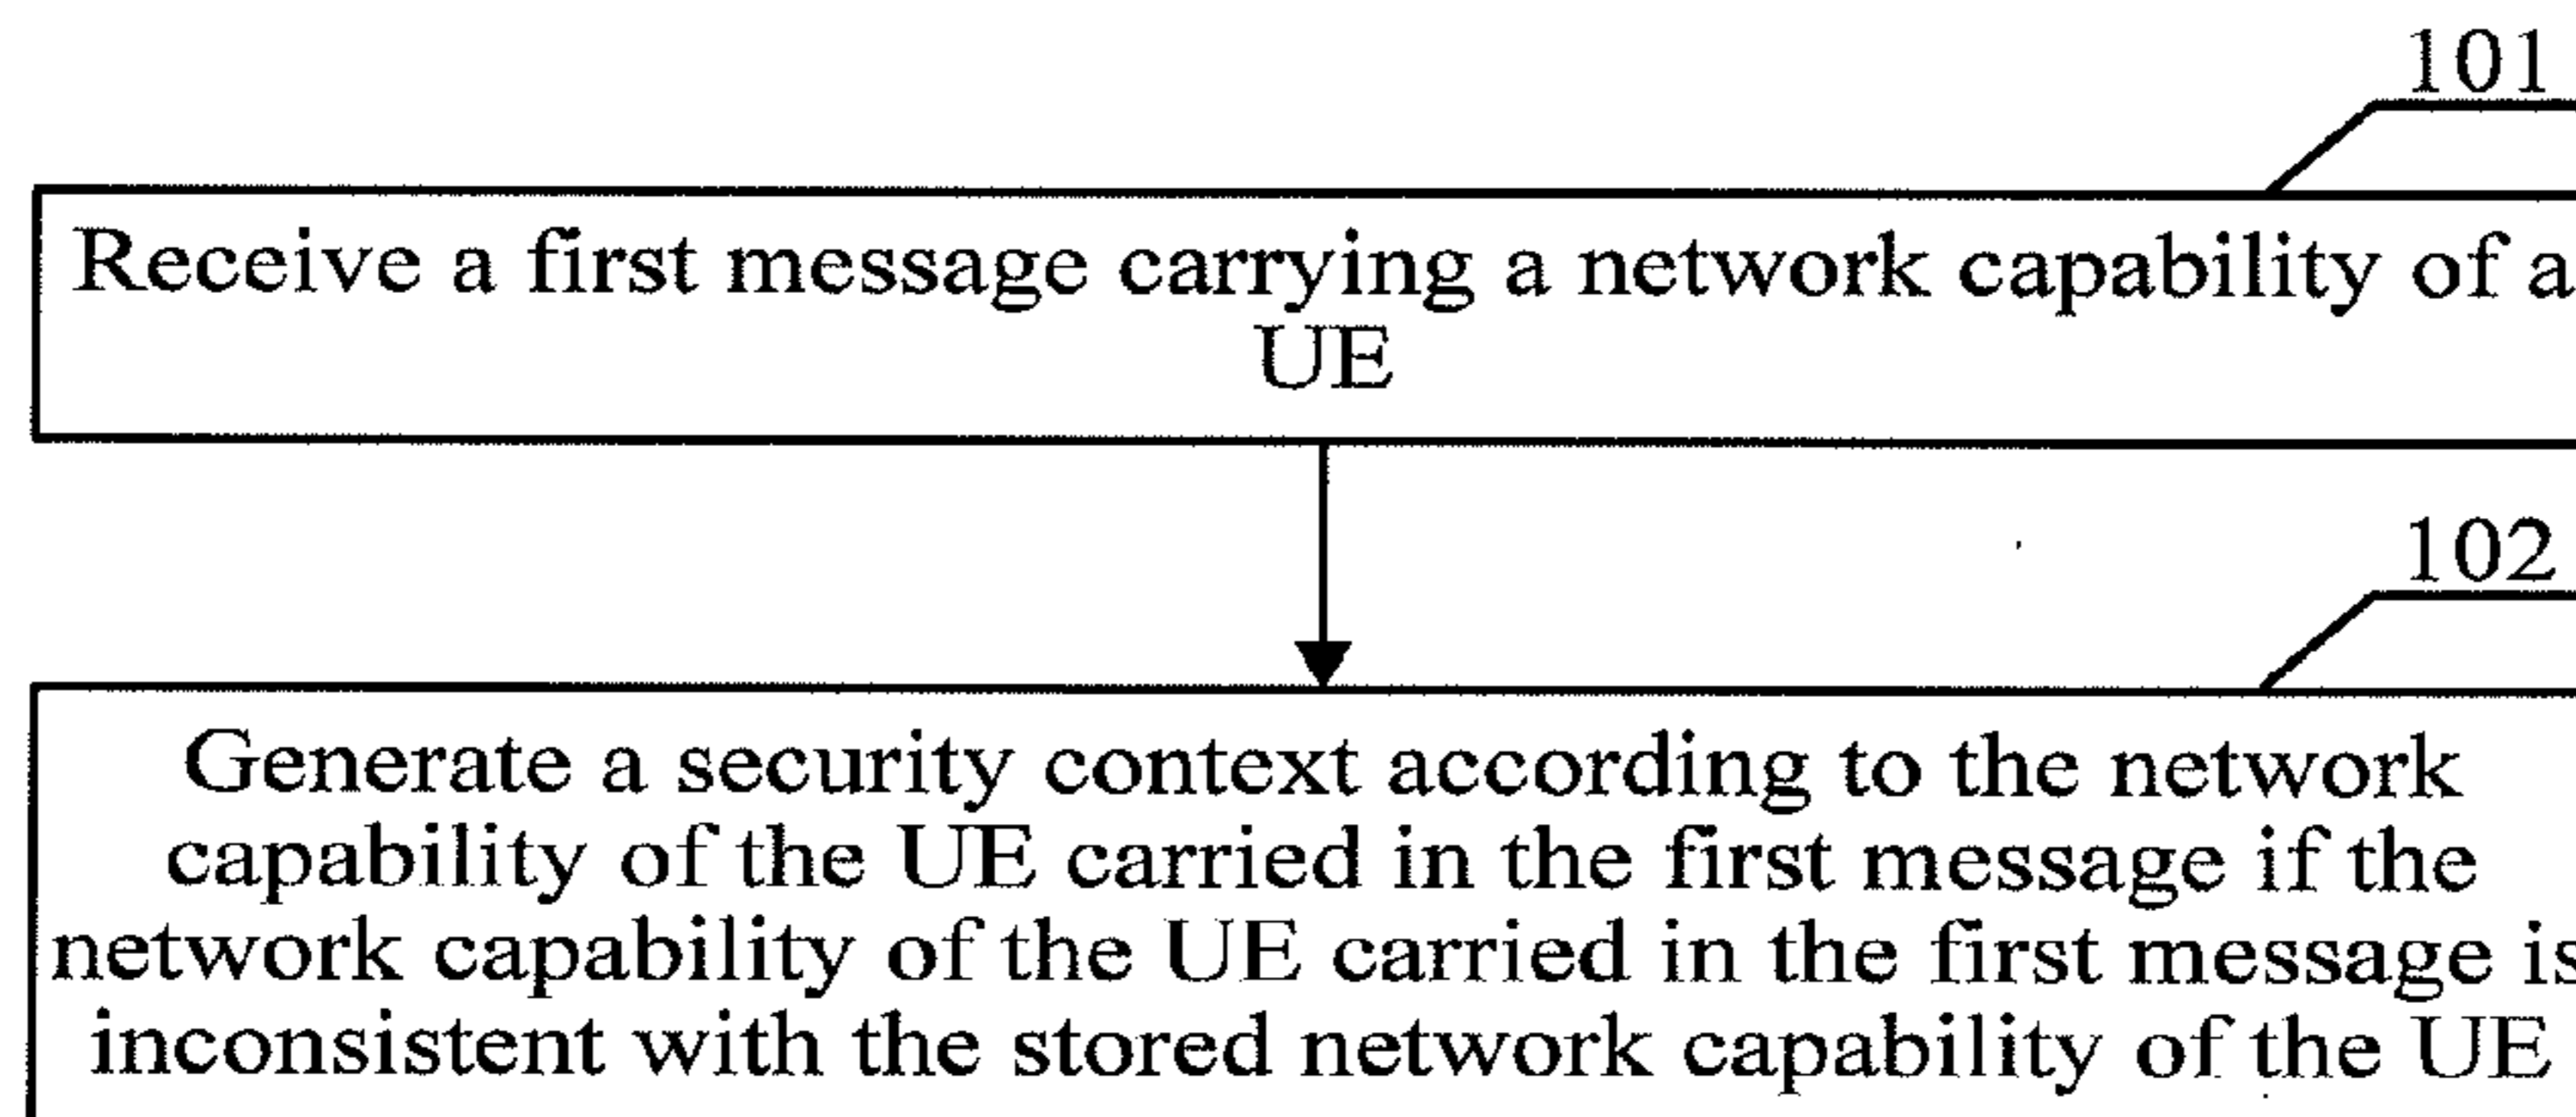 101
Receive a first message carrying a network capability of a
UE
102
Generate a security context according to the network
capability of the UE carried in the first message if the
network capability of the UE carried in the first message is
inconsistent with the stored network capability of the UE